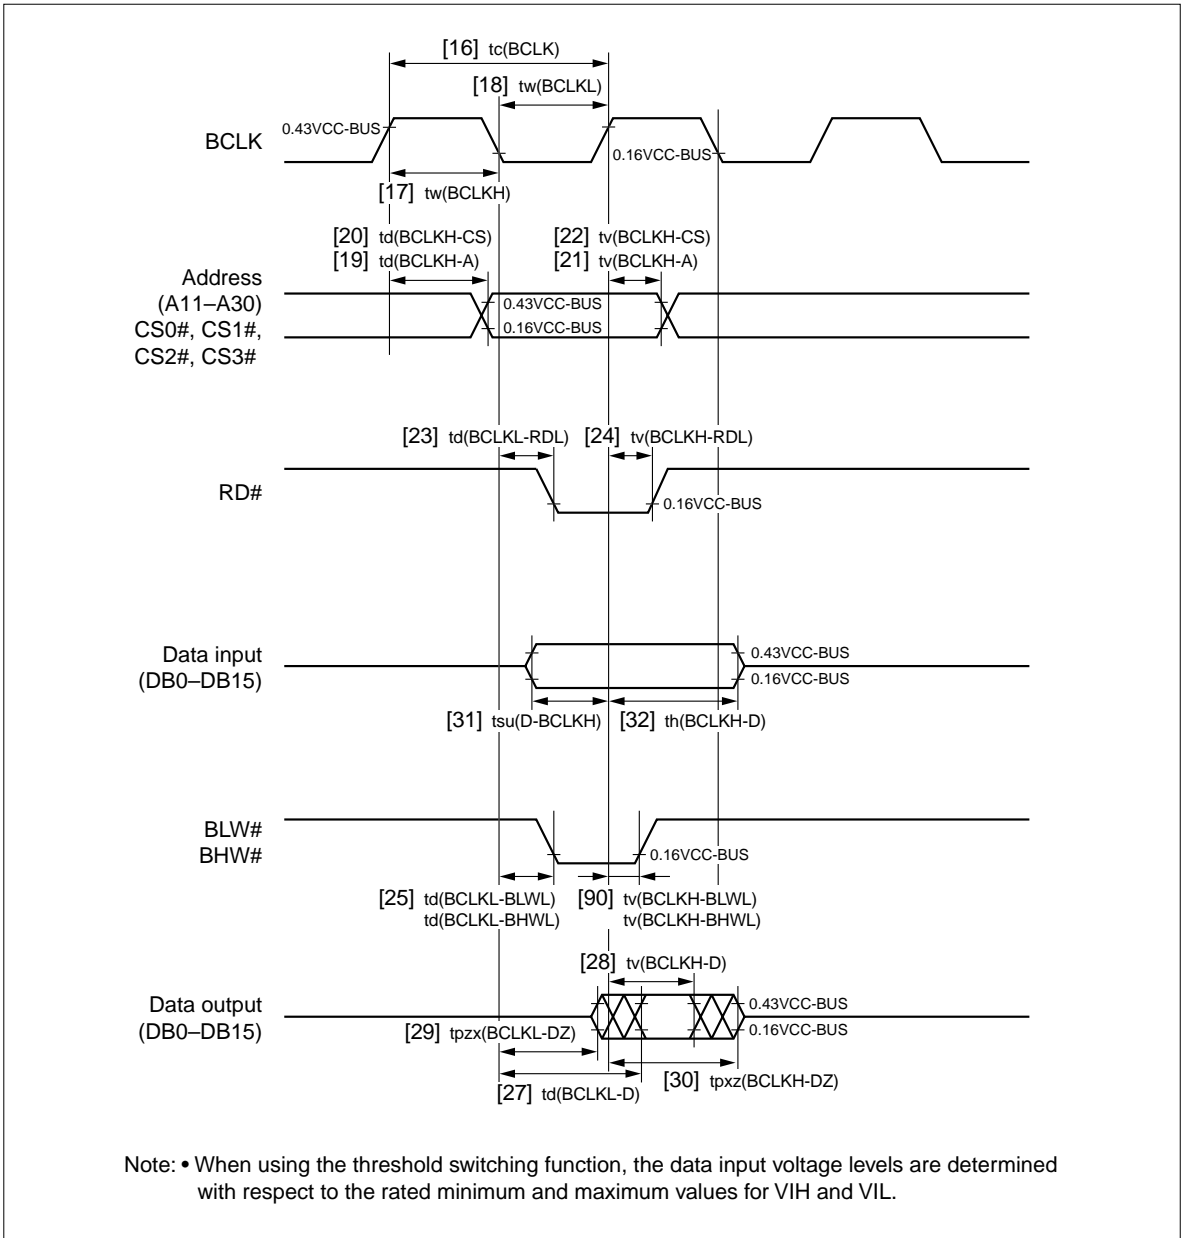 [16] tc(BCLK)
[18] tw(BCLKL)
BCLK
0.43VCC-BUS
0.16VCC-BUS
[17] tw(BCLKH)
[20] td(BCLKH-CS)
[22] tv(BCLKH-CS)
[19] td(BCLKH-A)
[21] tv(BCLKH-A)
Address
(A11–A30)
CS0#, CS1#,
CS2#, CS3#
0.43VCC-BUS
0.16VCC-BUS
[23] td(BCLKL-RDL)
[24] tv(BCLKH-RDL)
RD#
0.16VCC-BUS
Data input
(DB0–DB15)
0.43VCC-BUS
0.16VCC-BUS
[31] tsu(D-BCLKH)
[32] th(BCLKH-D)
BLW#
BHW#
0.16VCC-BUS
[25] td(BCLKL-BLWL)
td(BCLKL-BHWL)
[90] tv(BCLKH-BLWL)
tv(BCLKH-BHWL)
[28] tv(BCLKH-D)
Data output
(DB0–DB15)
0.43VCC-BUS
0.16VCC-BUS
[29] tpzx(BCLKL-DZ)
[30] tpxz(BCLKH-DZ)
[27] td(BCLKL-D)
Note: • When using the threshold switching function, the data input voltage levels are determined
with respect to the rated minimum and maximum values for VIH and VIL.